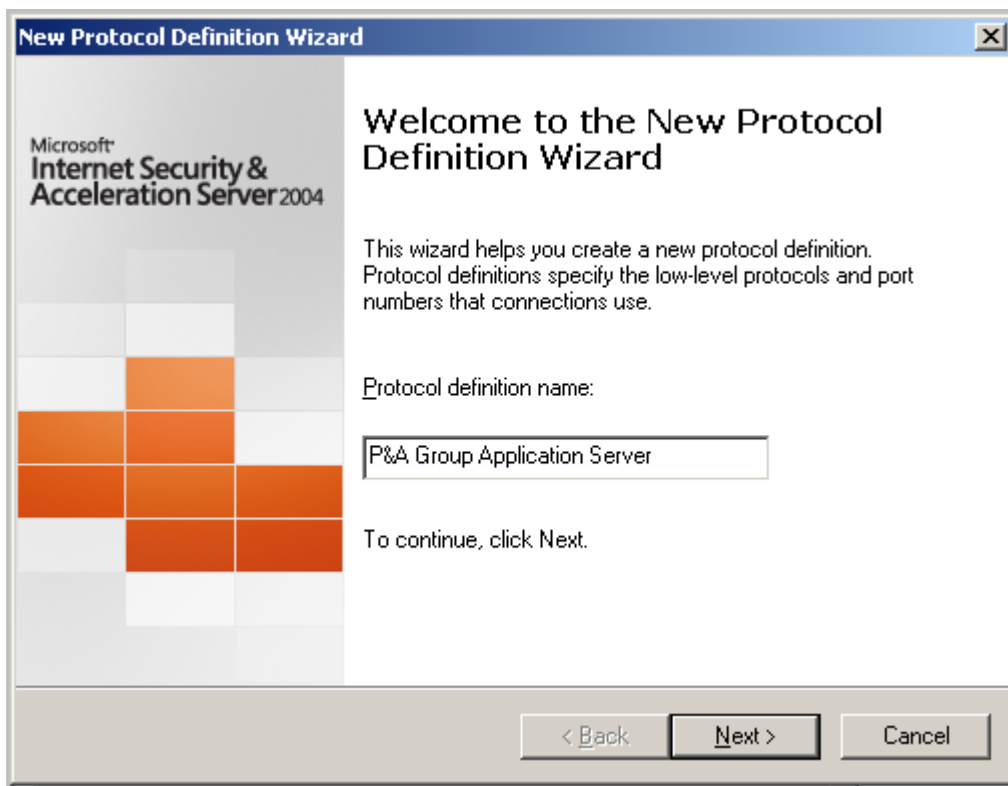 New Protocol Definition Wizard
Microsoft
Internet Security &
Acceleration Server 2004
Welcome to the New Protocol
Definition Wizard
This wizard helps you create a new protocol definition.
Protocol definitions specify the low-level protocols and port
numbers that connections use.
Protocol definition name:
P&A Group Application Server
To continue, click Next.
< Back
Next >
Cancel